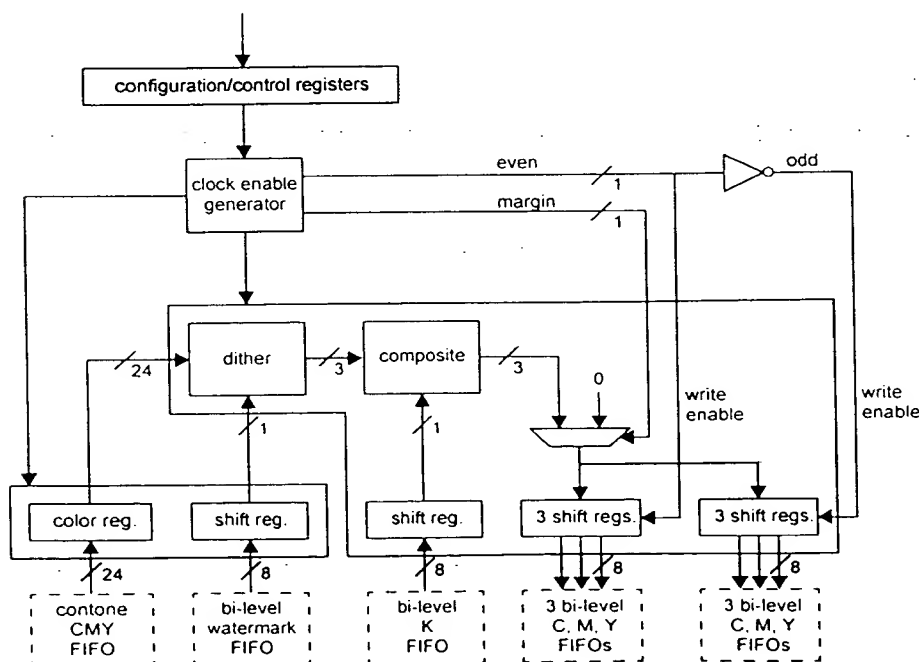 configuration/control registers
even
odd
clock enable
generator
1
margin
1
dither
composite
24
3
3
0
write
enable
write
enable
1
1
color reg.
shift reg.
shift reg.
3 shift regs.
3 shift regs.
24
8
8
8
8
contone
CMY
FIFO
bi-level
watermark
FIFO
bi-level
K
FIFO
3 bi-level
C, M, Y
FIFOs
3 bi-level
C, M, Y
FIFOs